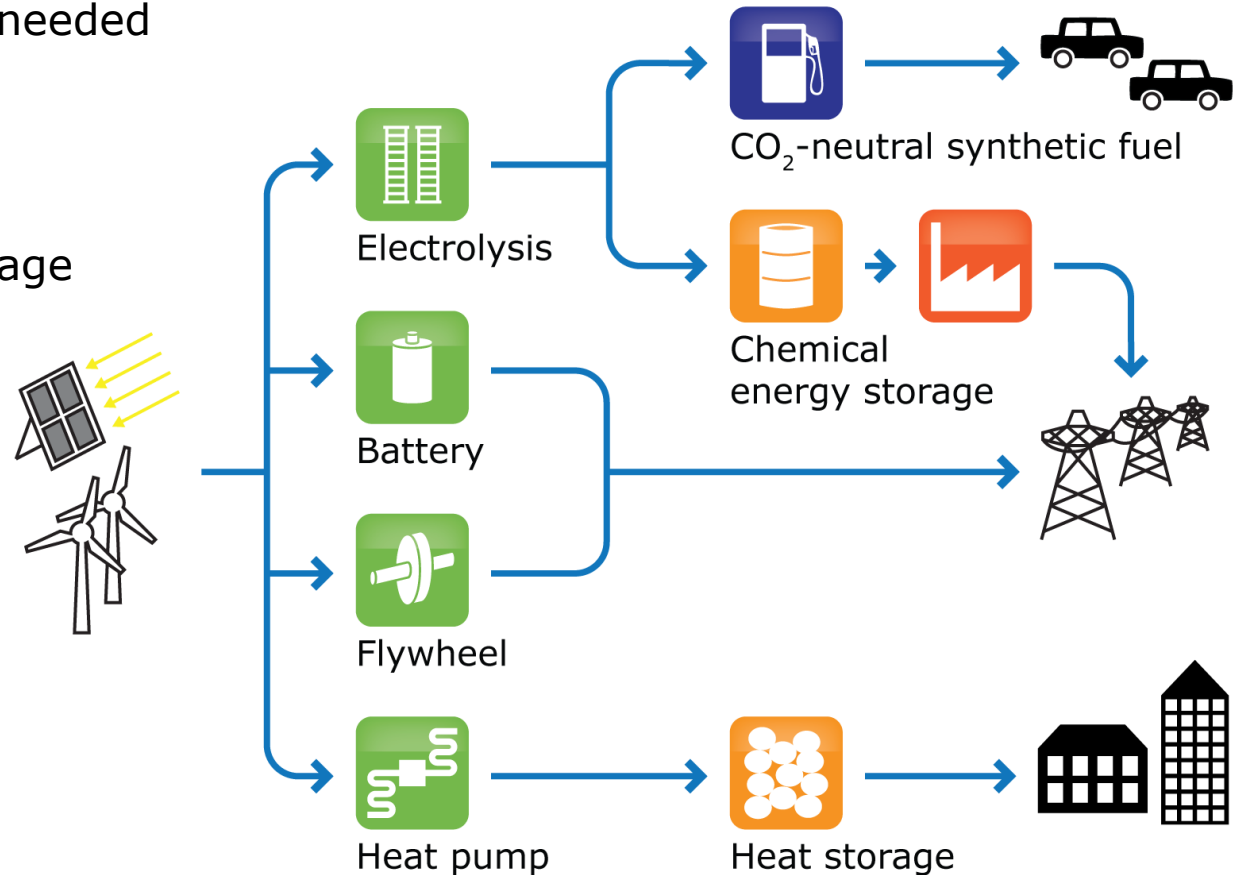 needed
CO₂-neutral synthetic fuel
Electrolysis
age
Chemical
energy storage
Battery
Flywheel
Heat pump
Heat storage